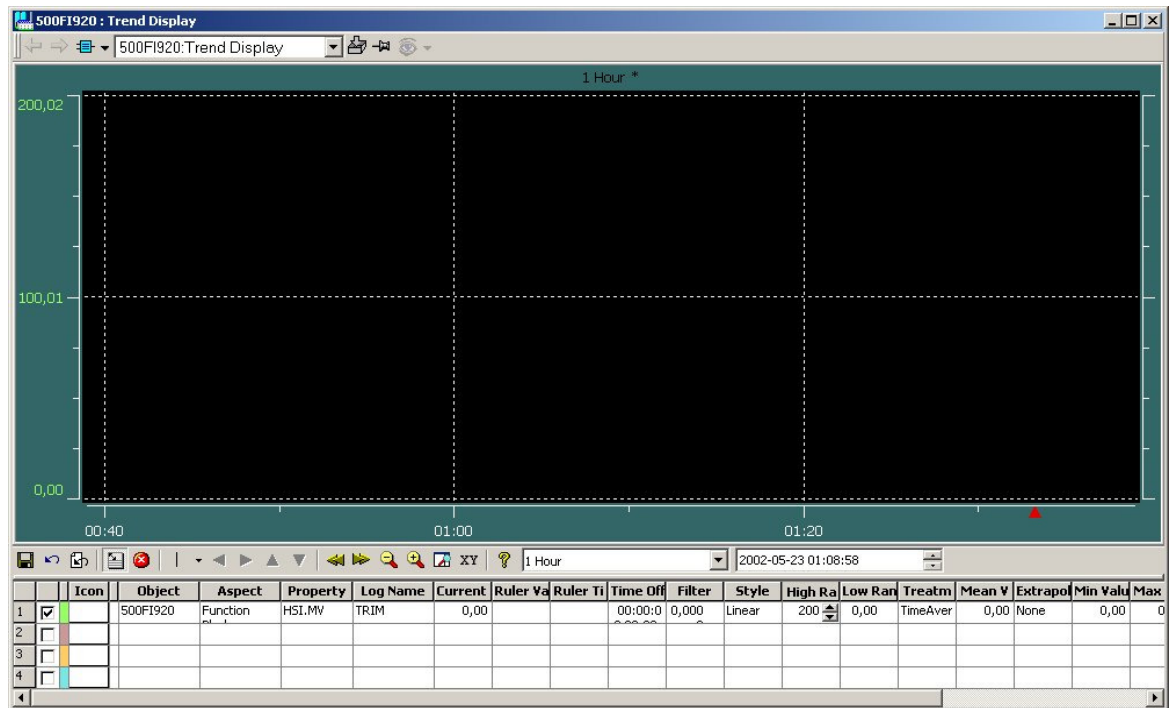 500FI920 : Trend Display
500FI920:Trend Display
1 Hour *
200,02
100,01
0,00
00:40 01:00 01:20
XY 1 Hour 2002-05-23 01:08:58
Icon Object Aspect Property Log Name Current Ruler Va Ruler Ti Time Off Filter Style High Ra Low Ran Treatm Mean V Extrapol Min Valu Max
1 500FI920 Function HSI.MV TRIM 0,00 00:00:0 0,000 Linear 200 0,00 TimeAver 0,00 None 0,00 0
2
3
4